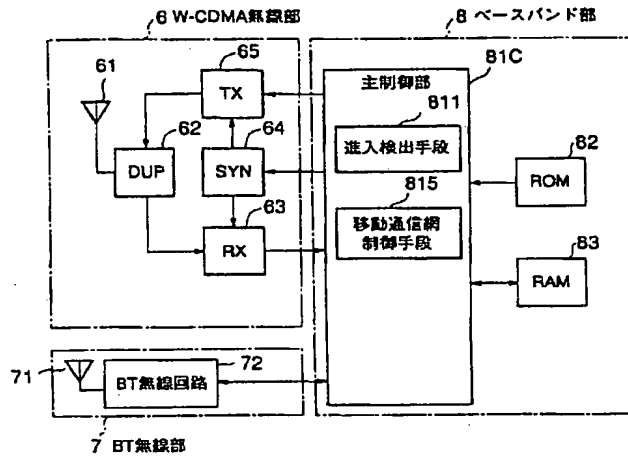 6 W-CDMA無線部
8 ベースバンド部
65
81C
61
TX
主制御部
62
64
811
進入検出手段
82
DUP
SYN
ROM
63
815
移動通信網
制御手段
83
RX
RAM
71
72
BT無線回路
7 BT無線部